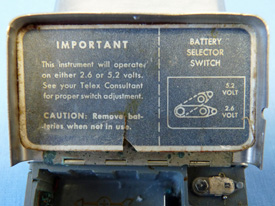 IMPORTANT
This instrument will operate
on either 2.6 or 5.2 volts.
See your Telex Consultant
for proper switch adjustment.
CAUTION: Remove bat-
teries when not in use.
BATTERY
SELECTOR
SWITCH
5.2
VOLT
2.6
VOLT